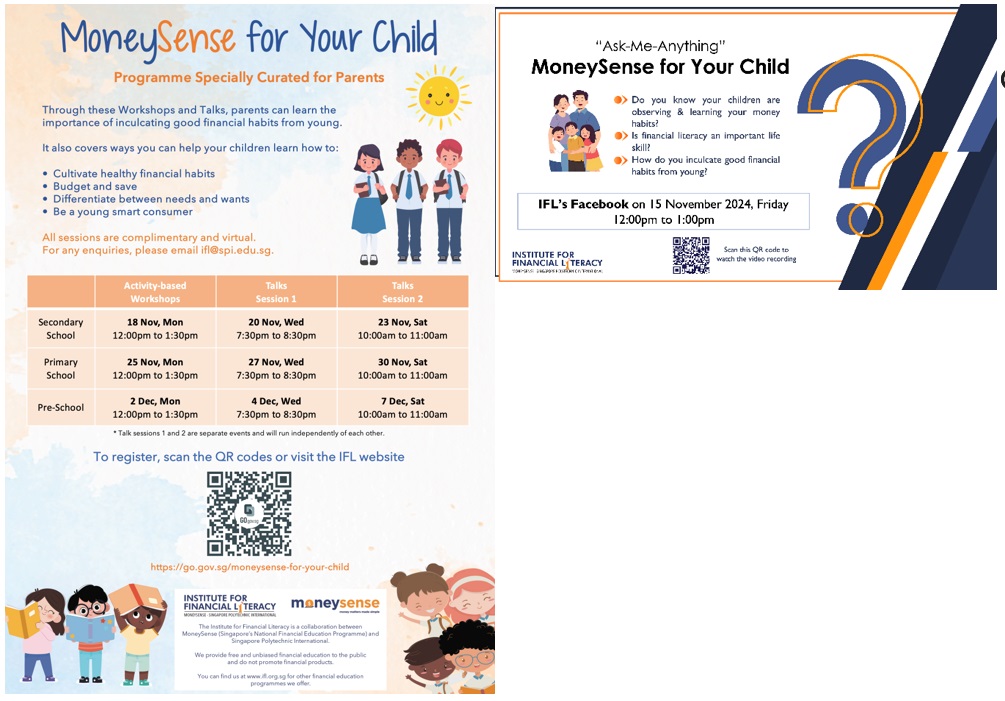 MoneySense for Your Child
Programme Specially Curated for Parents
Through these Workshops and Talks, parents can learn the
importance of inculcating good financial habits from young.
It also covers ways you can help your children learn how to:
• Cultivate healthy financial habits
• Budget and save
• Differentiate between needs and wants
• Be a young smart consumer
All sessions are complimentary and virtual.
For any enquiries, please email ifl@spi.edu.sg.
Activity-based Workshops
Talks Session 1
Talks Session 2
Secondary School
18 Nov, Mon
12:00pm to 1:30pm
20 Nov, Wed
7:30pm to 8:30pm
23 Nov, Sat
10:00am to 11:00am
Primary School
25 Nov, Mon
12:00pm to 1:30pm
27 Nov, Wed
7:30pm to 8:30pm
30 Nov, Sat
10:00am to 11:00am
Pre-School
2 Dec, Mon
12:00pm to 1:30pm
4 Dec, Wed
7:30pm to 8:30pm
7 Dec, Sat
10:00am to 11:00am
* Talk sessions 1 and 2 are separate events and will run independently of each other.
To register, scan the QR codes or visit the IFL website
GO.gov.sg
https://go.gov.sg/moneysense-for-your-child
INSTITUTE FOR
FINANCIAL LITERACY
MONEYSENSE - SINGAPORE POLYTECHNIC INTERNATIONAL
moneysense
money matters made simple
The Institute for Financial Literacy is a collaboration between
MoneySense (Singapore's National Financial Education Programme) and
Singapore Polytechnic International.
We provide free and unbiased financial education to the public
and do not promote financial products.
You can find us at www.ifl.org.sg for other financial education
programmes we offer.
"Ask-Me-Anything"
MoneySense for Your Child
Do you know your children are
observing & learning your money
habits?
Is financial literacy an important life
skill?
How do you inculcate good financial
habits from young?
IFL's Facebook on 15 November 2024, Friday
12:00pm to 1:00pm
INSTITUTE FOR
FINANCIAL LITERACY
MONEYSENSE - SINGAPORE POLYTECHNIC INTERNATIONAL
Scan this QR code to
watch the video recording